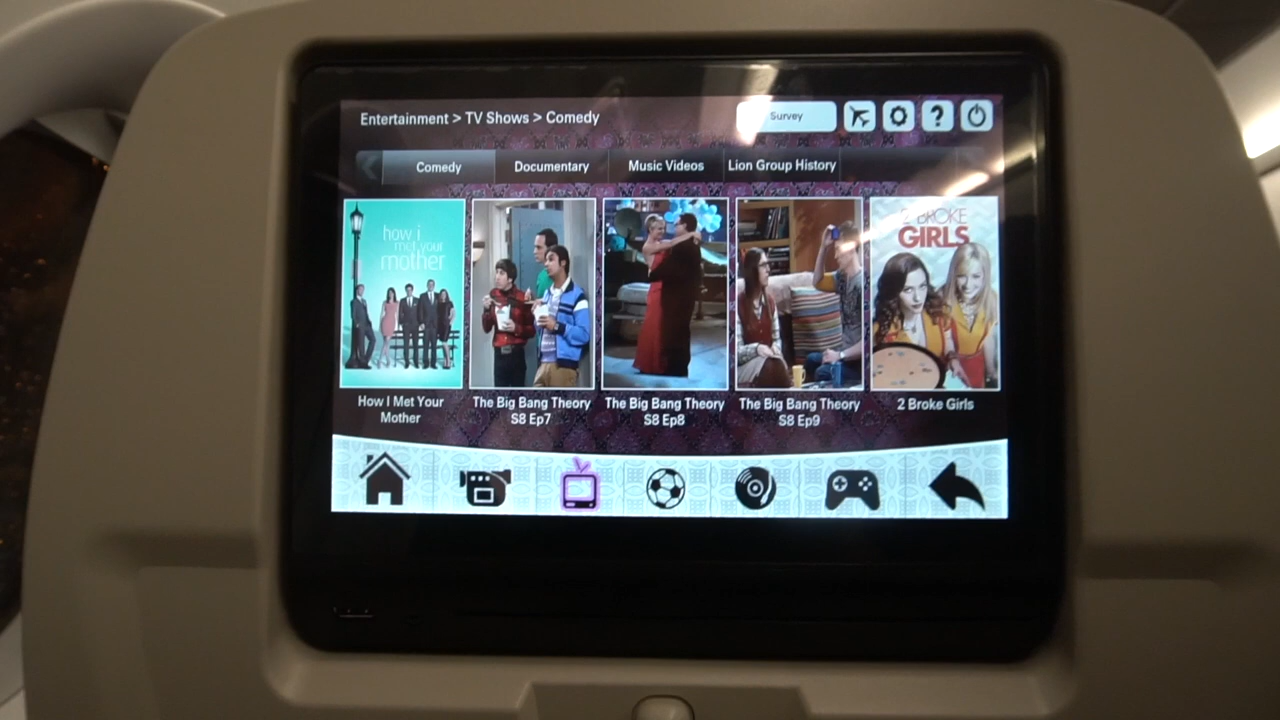 Entertainment > TV Shows > Comedy
Survey
?
Comedy
Documentary
Music Videos
Lion Group History
how i
met your
mother
2 BROKE
GIRLS
How I Met Your
Mother
The Big Bang Theory
S8 Ep7
The Big Bang Theory
S8 Ep8
The Big Bang Theory
S8 Ep9
2 Broke Girls